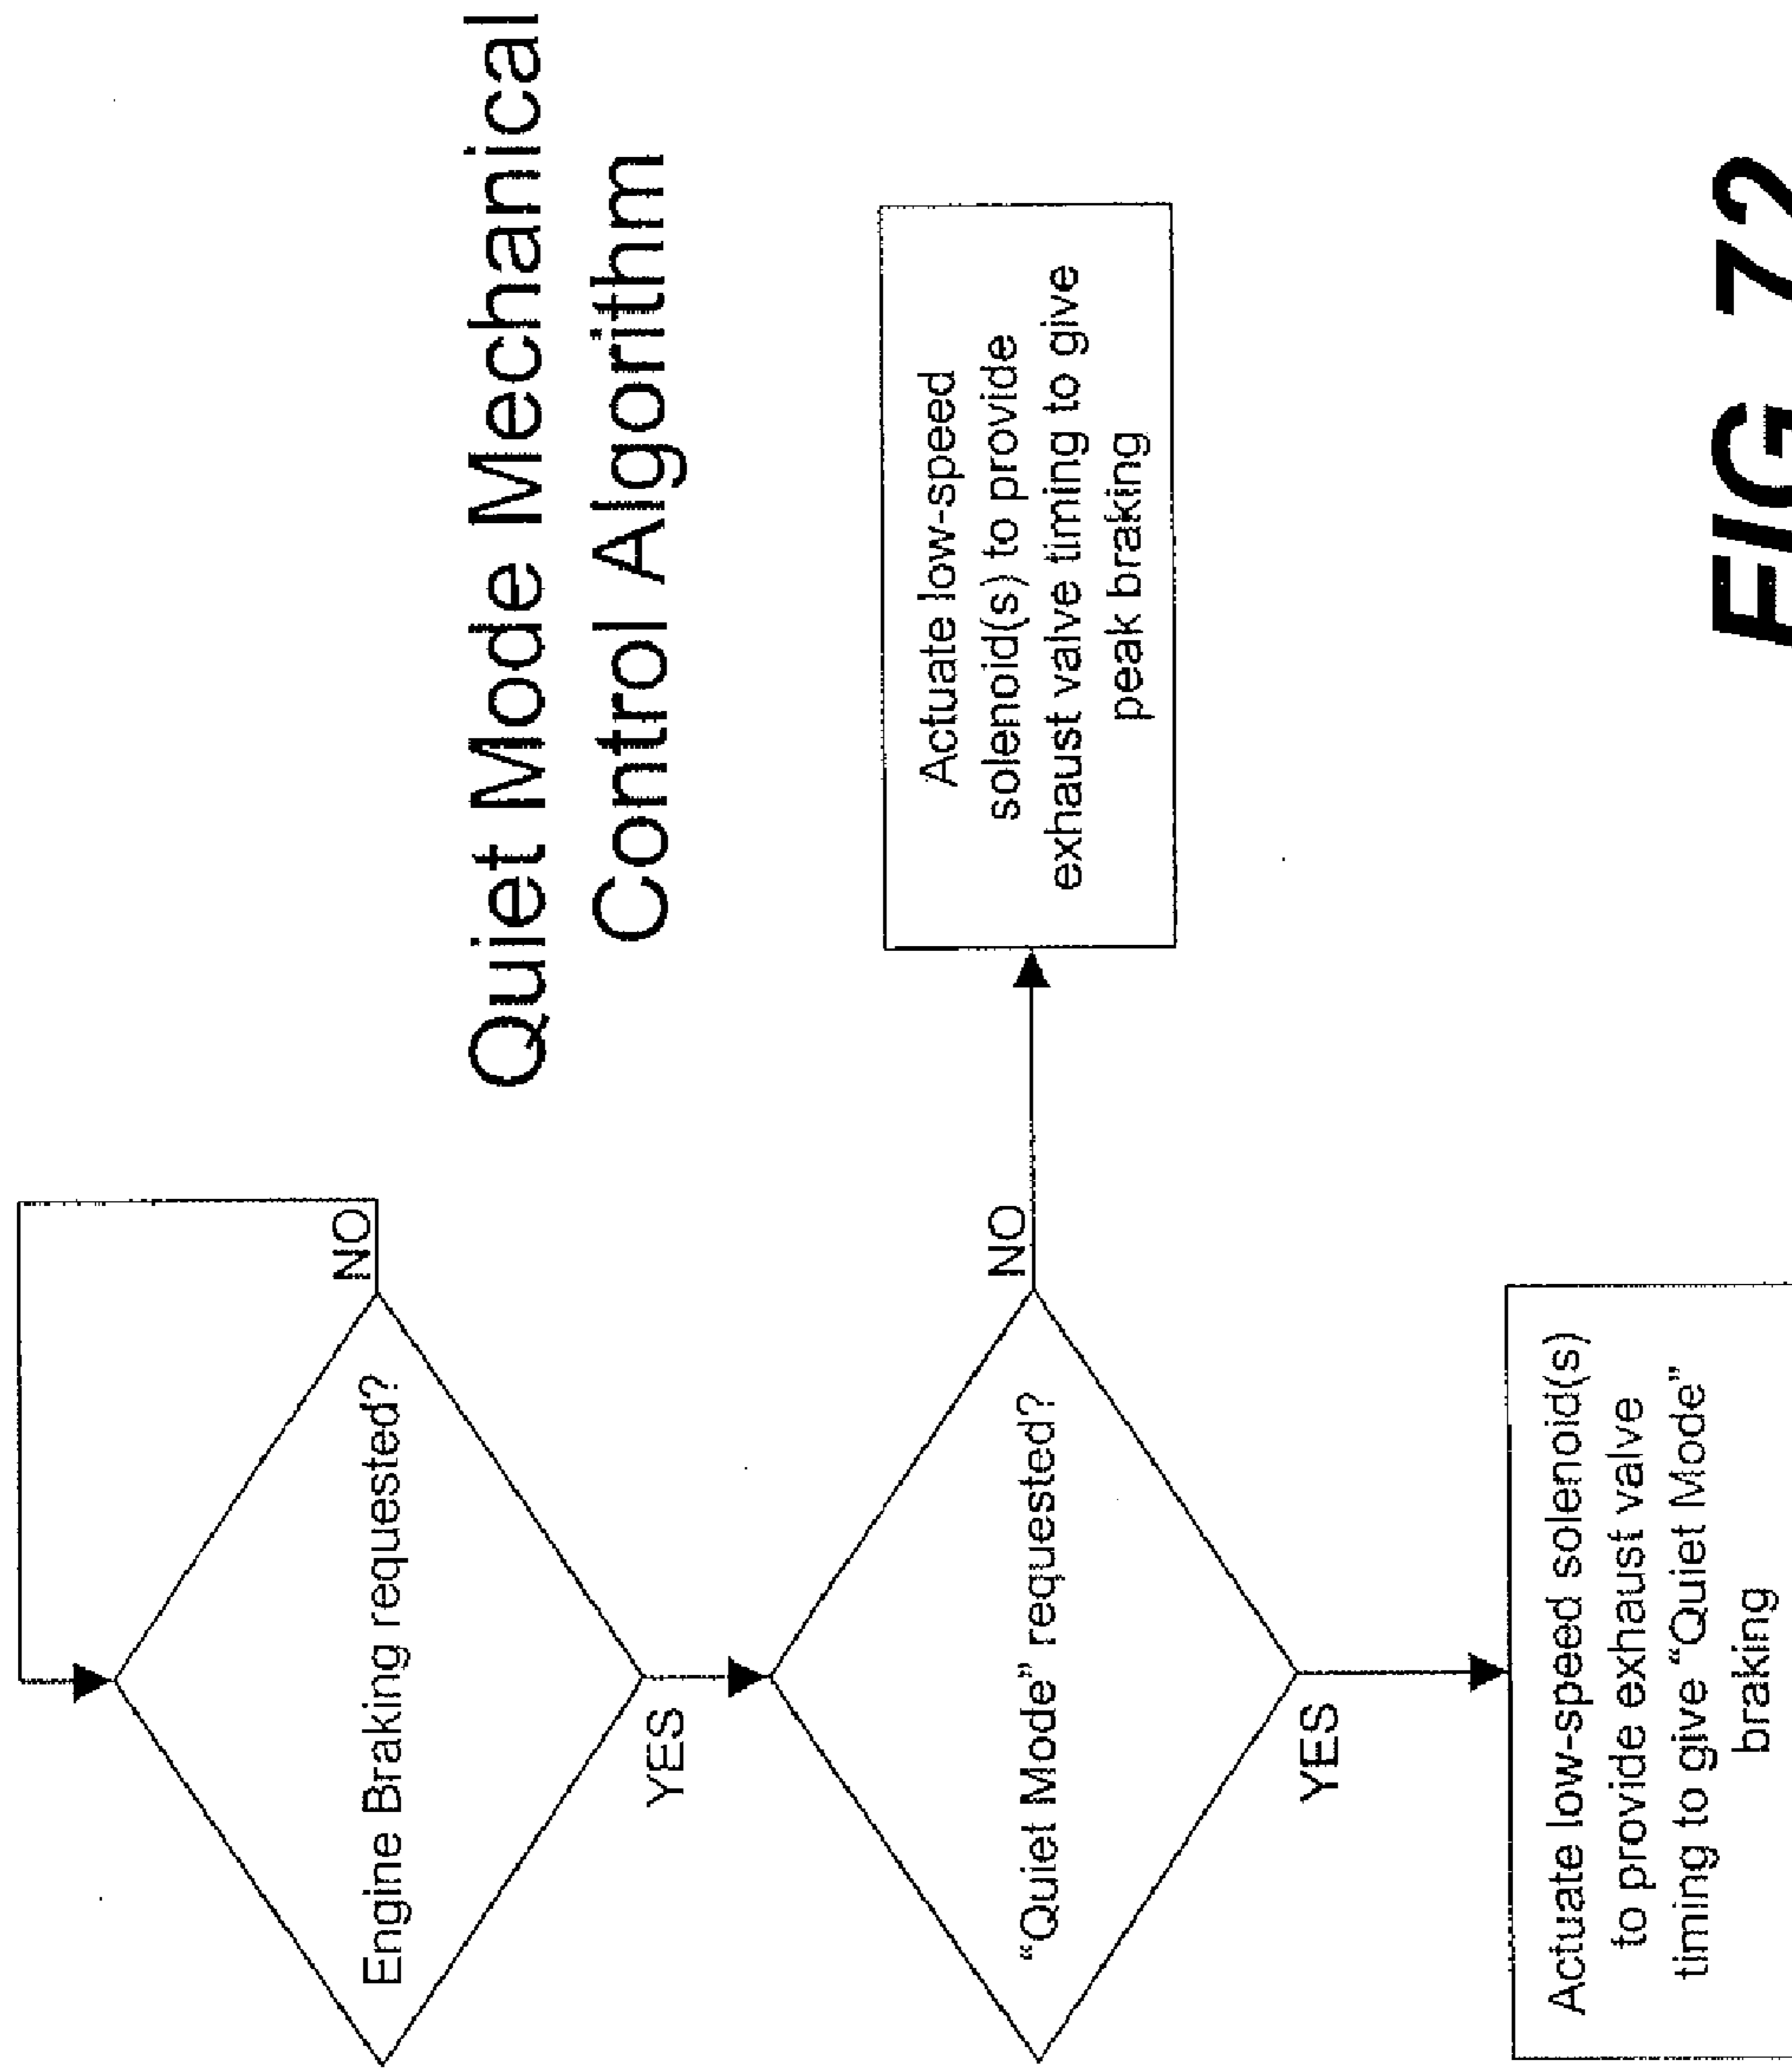 Quiet Mode Mechanical
Control Algorithm
Engine Braking requested?
NO
YES
“Quiet Mode” requested?
NO
Actuate low-speed
solenoid(s) to provide
exhaust valve timing to give
peak braking
YES
Actuate low-speed solenoid(s)
to provide exhaust valve
timing to give “Quiet Mode”
braking
FIG 72